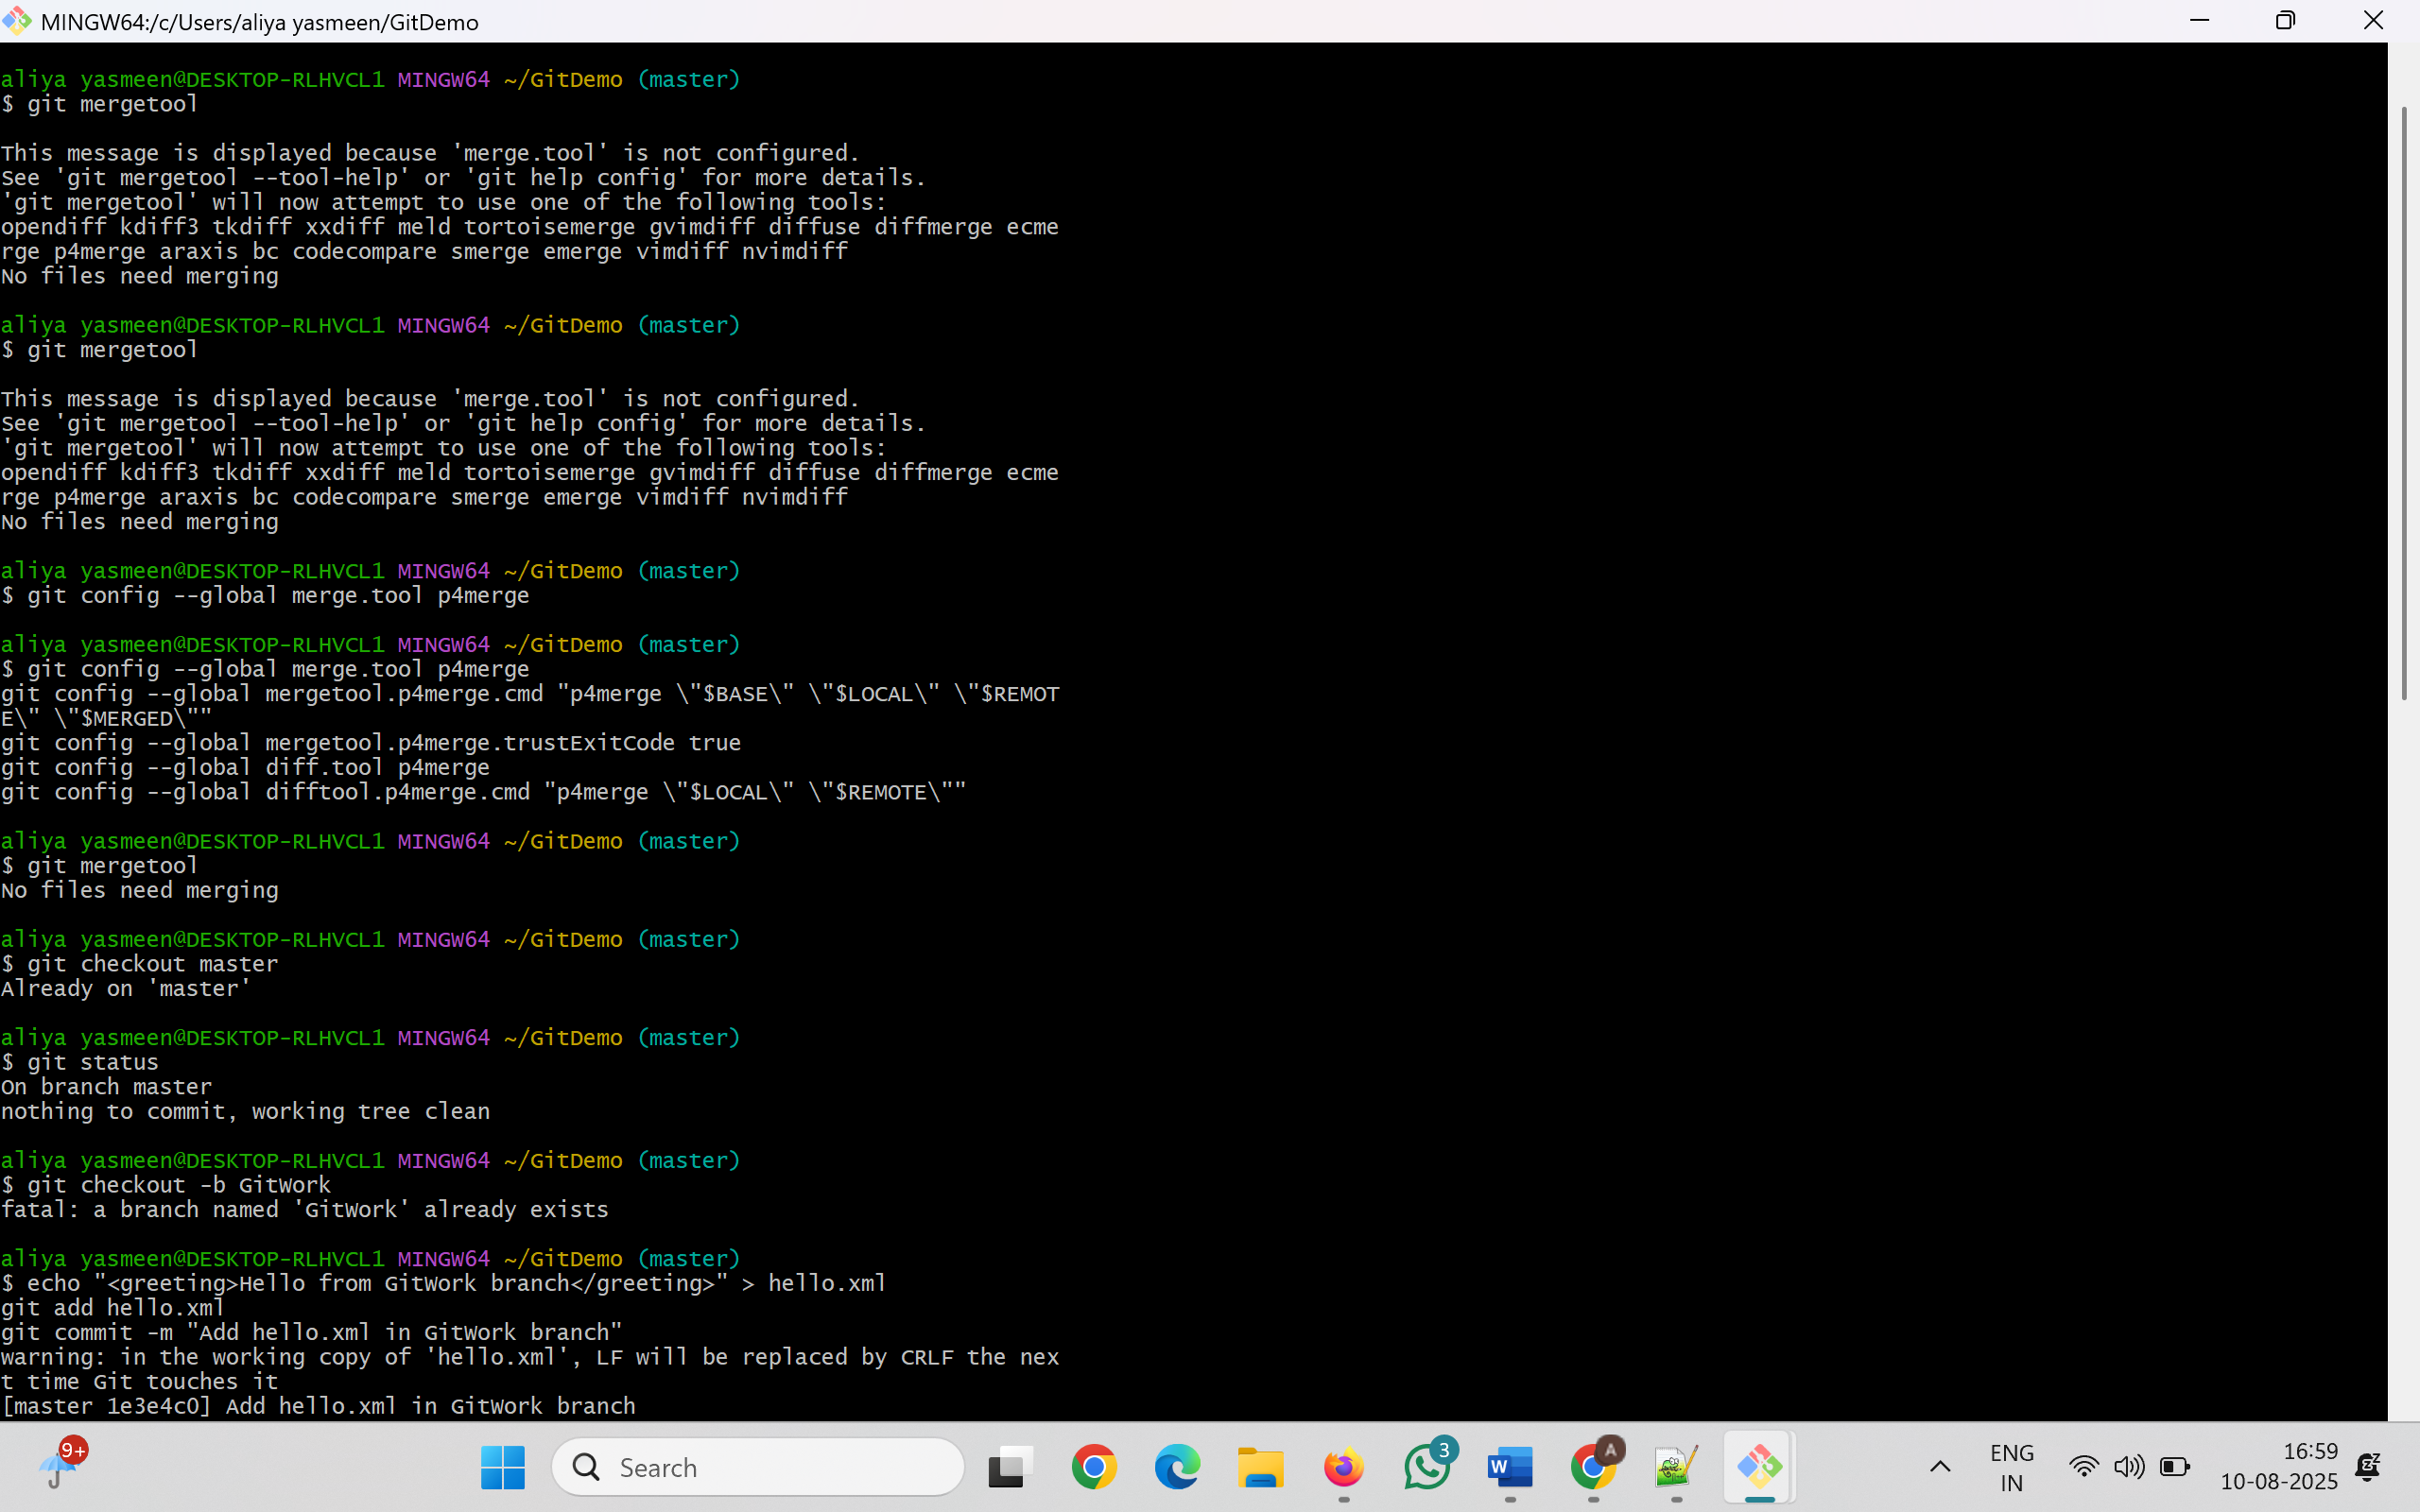 MINGW64:/c/Users/aliya yasmeen/GitDemo
aliya yasmeen@DESKTOP-RLHVCL1 MINGW64 ~/GitDemo (master)
$ git mergetool
This message is displayed because 'merge.tool' is not configured.
See 'git mergetool --tool-help' or 'git help config' for more details.
'git mergetool' will now attempt to use one of the following tools:
opendiff kdiff3 tkdiff xxdiff meld tortoisemerge gvimdiff diffuse diffmerge ecme
rge p4merge araxis bc codecompare smerge emerge vimdiff nvimdiff
No files need merging
aliya yasmeen@DESKTOP-RLHVCL1 MINGW64 ~/GitDemo (master)
$ git mergetool
This message is displayed because 'merge.tool' is not configured.
See 'git mergetool --tool-help' or 'git help config' for more details.
'git mergetool' will now attempt to use one of the following tools:
opendiff kdiff3 tkdiff xxdiff meld tortoisemerge gvimdiff diffuse diffmerge ecme
rge p4merge araxis bc codecompare smerge emerge vimdiff nvimdiff
No files need merging
aliya yasmeen@DESKTOP-RLHVCL1 MINGW64 ~/GitDemo (master)
$ git config --global merge.tool p4merge
aliya yasmeen@DESKTOP-RLHVCL1 MINGW64 ~/GitDemo (master)
$ git config --global merge.tool p4merge
git config --global mergetool.p4merge.cmd "p4merge \"$BASE\" \"$LOCAL\" \"$REMOT
E\" \"$MERGED\""
git config --global mergetool.p4merge.trustExitCode true
git config --global diff.tool p4merge
git config --global difftool.p4merge.cmd "p4merge \"$LOCAL\" \"$REMOTE\""
aliya yasmeen@DESKTOP-RLHVCL1 MINGW64 ~/GitDemo (master)
$ git mergetool
No files need merging
aliya yasmeen@DESKTOP-RLHVCL1 MINGW64 ~/GitDemo (master)
$ git checkout master
Already on 'master'
aliya yasmeen@DESKTOP-RLHVCL1 MINGW64 ~/GitDemo (master)
$ git status
On branch master
nothing to commit, working tree clean
aliya yasmeen@DESKTOP-RLHVCL1 MINGW64 ~/GitDemo (master)
$ git checkout -b GitWork
fatal: a branch named 'GitWork' already exists
aliya yasmeen@DESKTOP-RLHVCL1 MINGW64 ~/GitDemo (master)
$ echo "<greeting>Hello from GitWork branch</greeting>" > hello.xml
git add hello.xml
git commit -m "Add hello.xml in GitWork branch"
warning: in the working copy of 'hello.xml', LF will be replaced by CRLF the nex
t time Git touches it
[master 1e3e4c0] Add hello.xml in GitWork branch
9+
Search
3
W
A
ENG
IN
16:59
10-08-2025